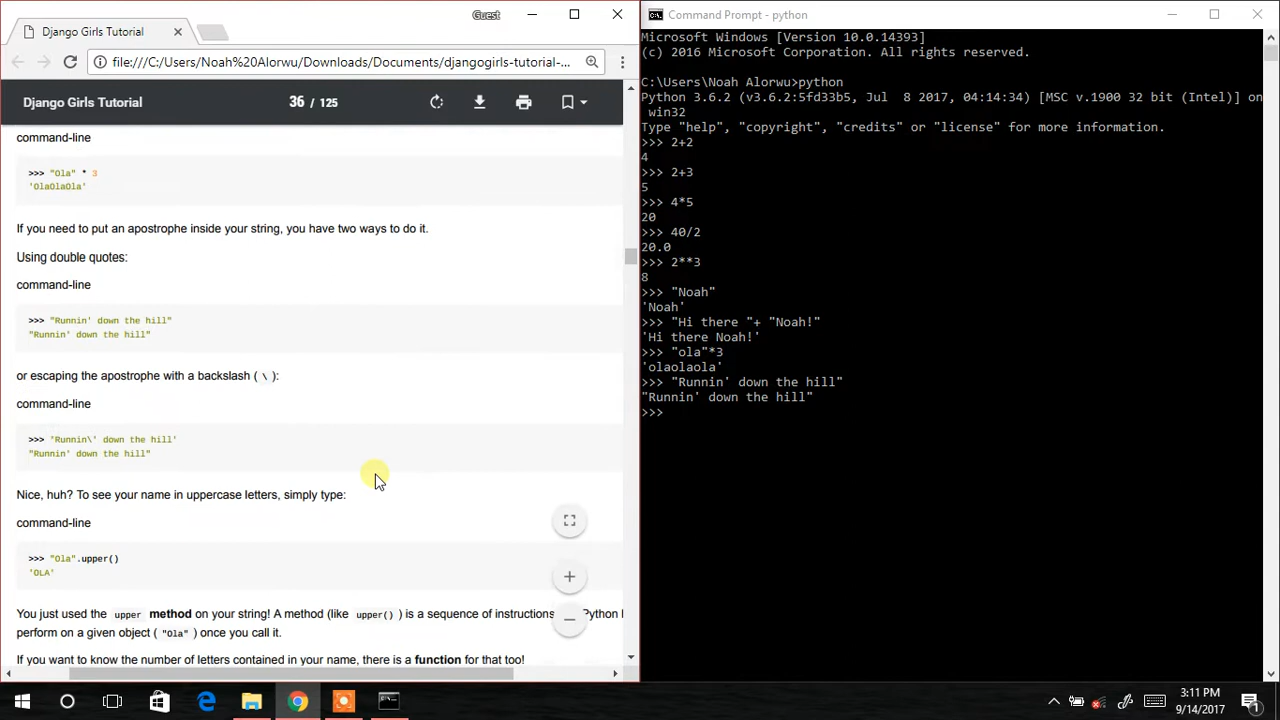 Guest
Django Girls Tutorial
file:///C:/Users/Noah%20Alorwu/Downloads/Documents/djangogirls-tutorial-...
Django Girls Tutorial
36 / 125
command-line
>>> "Ola" * 3
'OlaOlaOla'
If you need to put an apostrophe inside your string, you have two ways to do it.
Using double quotes:
command-line
>>> "Runnin' down the hill"
"Runnin' down the hill"
or escaping the apostrophe with a backslash ( \ ):
command-line
>>> 'Runnin\' down the hill'
"Runnin' down the hill"
Nice, huh? To see your name in uppercase letters, simply type:
command-line
>>> "Ola".upper()
'OLA'
You just used the upper method on your string! A method (like upper() ) is a sequence of instructions Python
perform on a given object ( "Ola" ) once you call it.
If you want to know the number of letters contained in your name, there is a function for that too!
Command Prompt - python
Microsoft Windows [Version 10.0.14393]
(c) 2016 Microsoft Corporation. All rights reserved.
C:\Users\Noah Alorwu>python
Python 3.6.2 (v3.6.2:5fd33b5, Jul  8 2017, 04:14:34) [MSC v.1900 32 bit (Intel)] on
win32
Type "help", "copyright", "credits" or "license" for more information.
>>> 2+2
4
>>> 2+3
5
>>> 4*5
20
>>> 40/2
20.0
>>> 2**3
8
>>> "Noah"
'Noah'
>>> "Hi there "+ "Noah!"
'Hi there Noah!'
>>> "ola"*3
'olaolaola'
>>> "Runnin' down the hill"
"Runnin' down the hill"
>>>
3:11 PM
9/14/2017
1